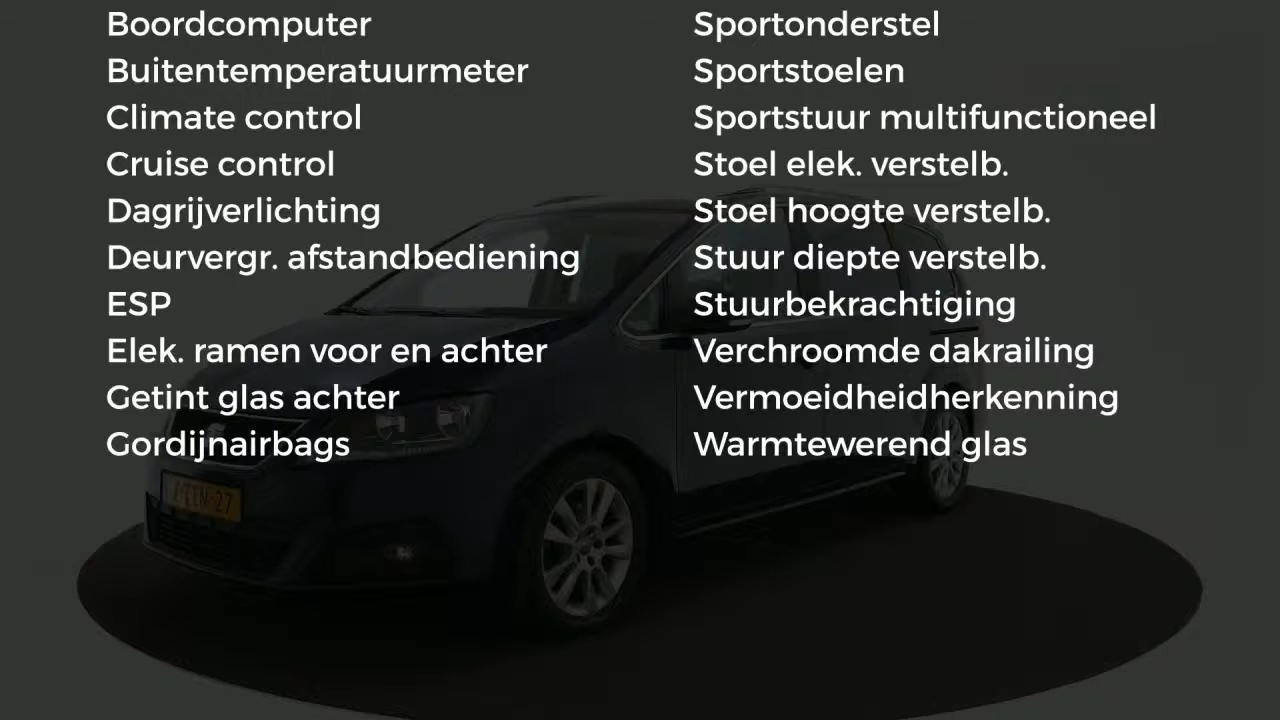 Boordcomputer
Buitentemperatuurmeter
Climate control
Cruise control
Dagrijverlichting
Deurvergr. afstandbediening
ESP
Elek. ramen voor en achter
Getint glas achter
Gordijnairbags
Sportonderstel
Sportstoelen
Sportstuur multifunctioneel
Stoel elek. verstelb.
Stoel hoogte verstelb.
Stuur diepte verstelb.
Stuurbekrachtiging
Verchroomde dakrailing
Vermoeidheidherkenning
Warmtewerend glas